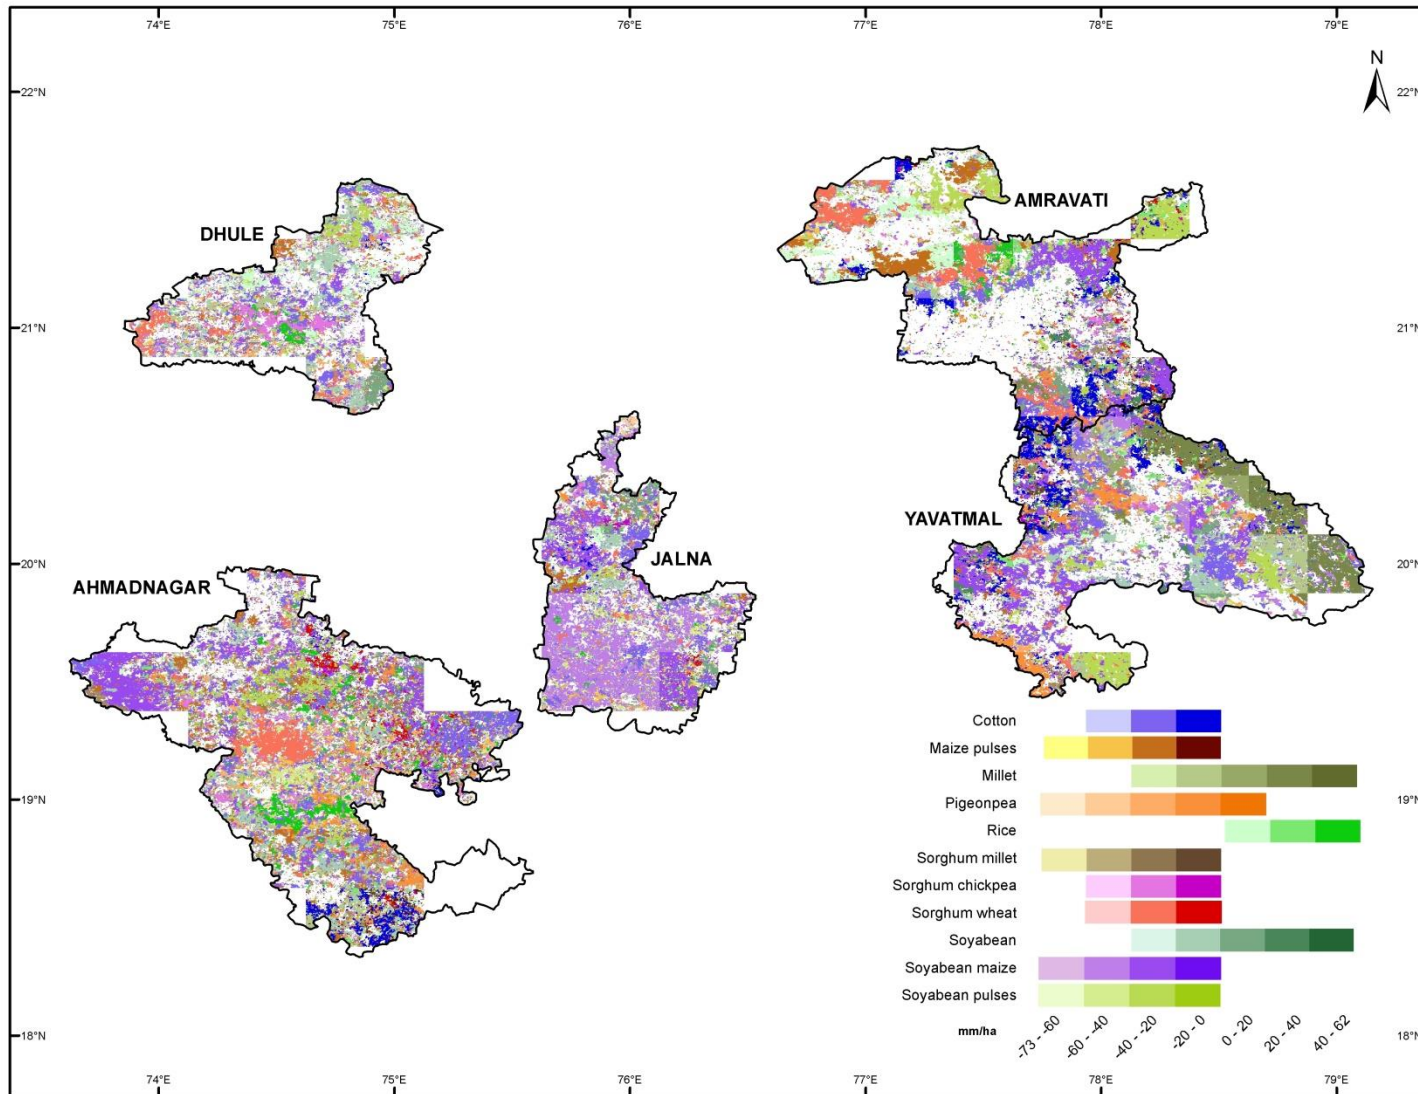 74°E 75°E 76°E 77°E 78°E 79°E
N
22°N 22°N
AMRAVATI
DHULE
21°N 21°N
YAVATMAL
20°N JALNA 20°N
AHMADNAGAR
Cotton
Maize pulses
Millet
19°N 19°N
Pigeonpea
Rice
Sorghum millet
Sorghum chickpea
Sorghum wheat
Soyabean
Soyabean maize
Soyabean pulses
mm/ha -73 - -60 -60 - -40 -40 - -20 -20 - 0 0 - 20 20 - 40 40 - 62
18°N 18°N
74°E 75°E 76°E 77°E 78°E 79°E